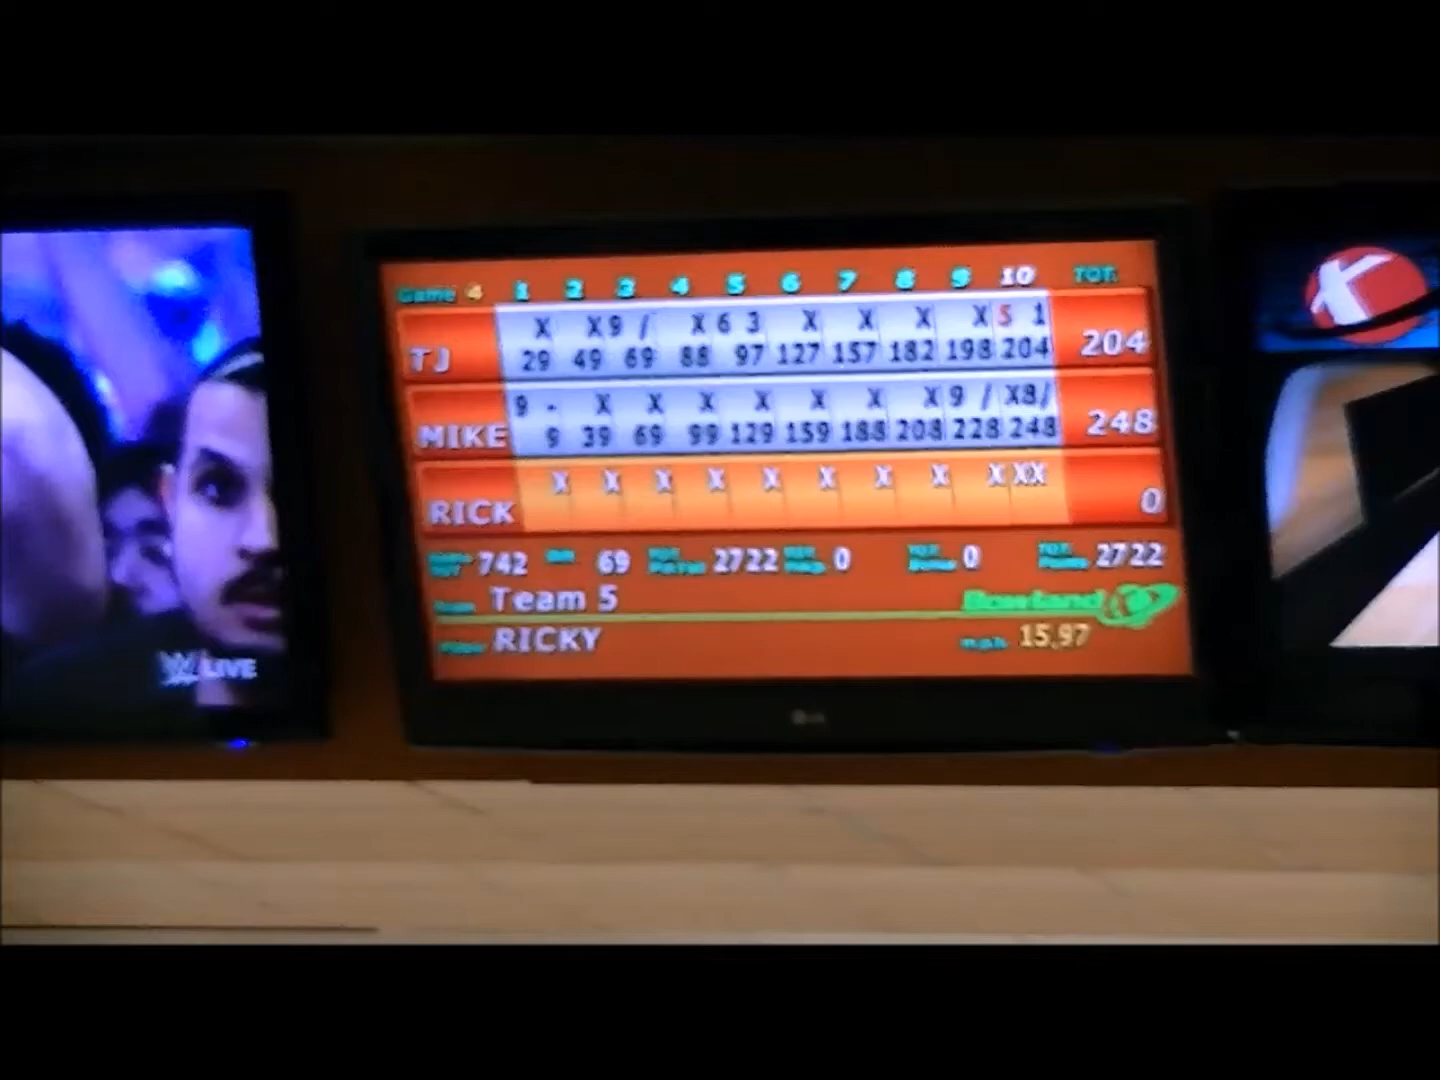 Game 4 1 2 3 4 5 6 7 8 9 10 TOT.
X X 9 / X 6 3 X X X X 5 1
TJ 29 49 69 88 97 127 157 182 198 204 204
9 - X X X X X X X 9 / X8/
MIKE 9 39 69 99 129 159 188 208 228 248 248
X X X X X X X X X XX
RICK 0
742 69 2722 0 0 2722
Team 5
RICKY 15,97
LIVE
LG